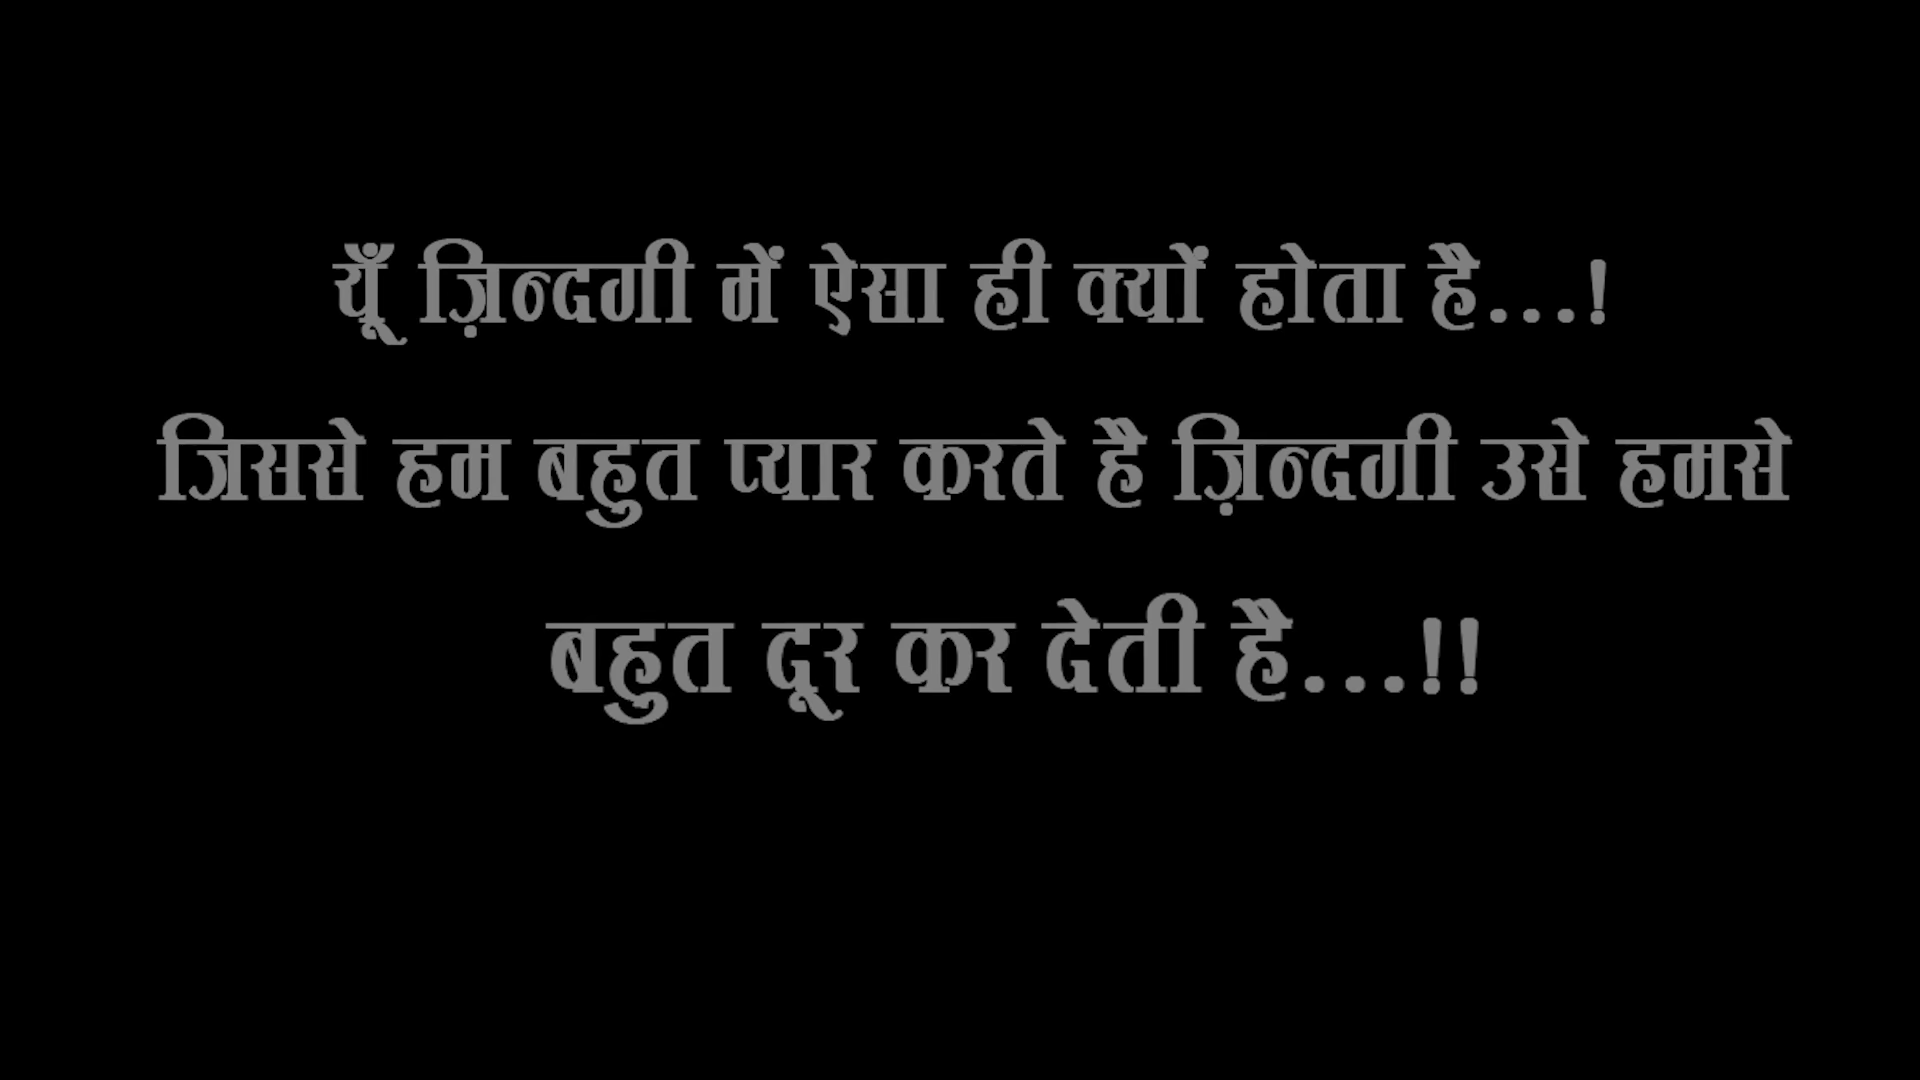 यूँ ज़िन्दगी में ऐसा ही क्यों होता है...!
जिससे हम बहुत प्यार करते है ज़िन्दगी उसे हमसे
बहुत दूर कर देती है...!!